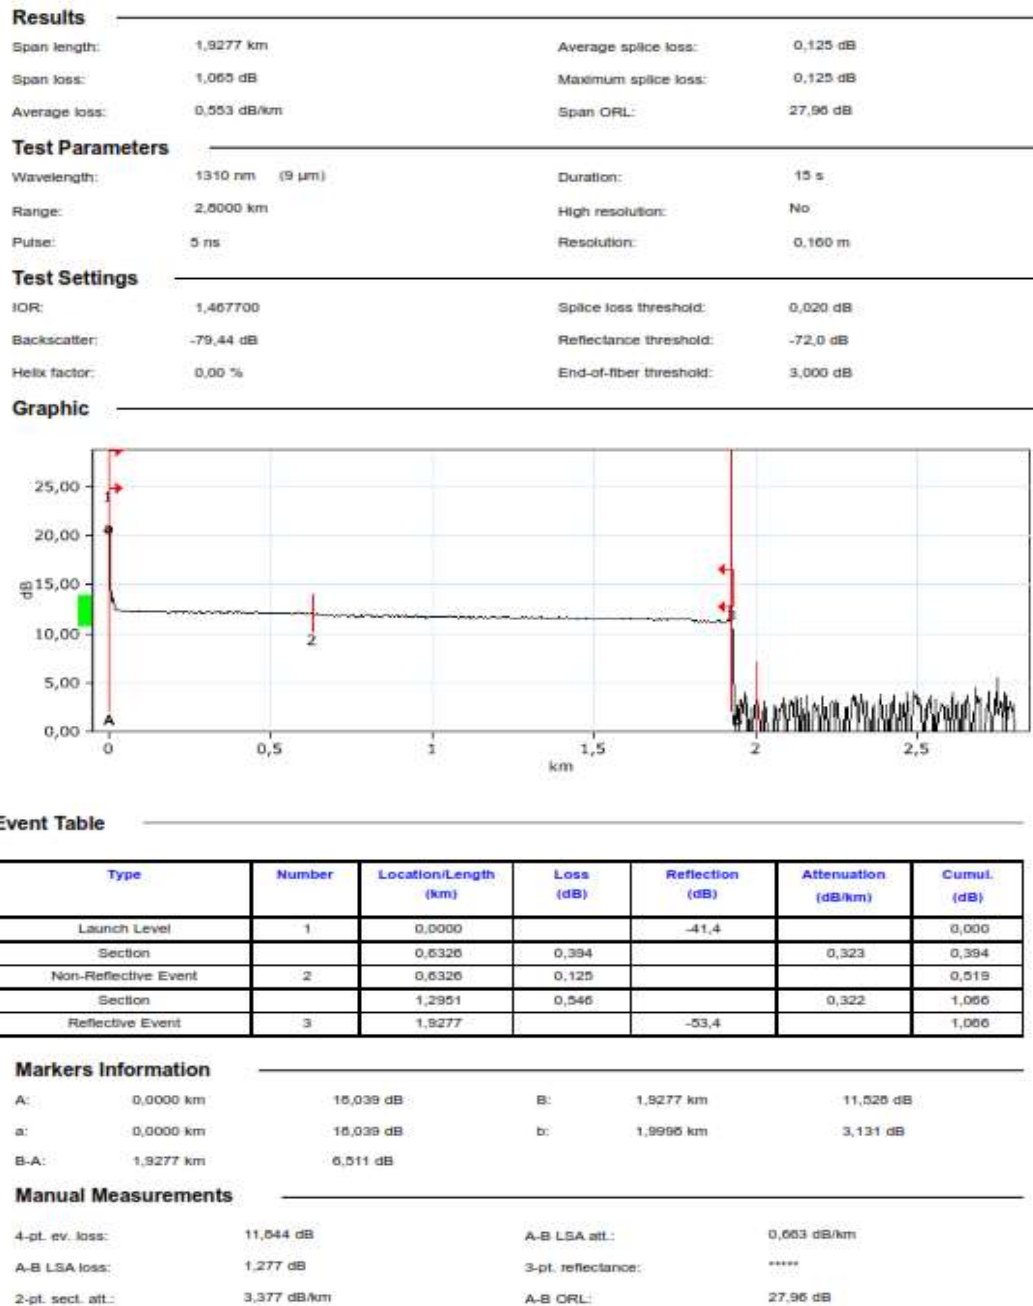 Results
Span length: 1,9277 km Average splice loss: 0,125 dB
Span loss: 1,065 dB Maximum splice loss: 0,125 dB
Average loss: 0,553 dB/km Span ORL: 27,96 dB
Test Parameters
Wavelength: 1310 nm (9 µm) Duration: 15 s
Range: 2,8000 km High resolution: No
Pulse: 5 ns Resolution: 0,160 m
Test Settings
IOR: 1,467700 Splice loss threshold: 0,020 dB
Backscatter: -79,44 dB Reflectance threshold: -72,0 dB
Helix factor: 0,00 % End-of-fiber threshold: 3,000 dB
Graphic
25,00
20,00
15,00
10,00
5,00
0,00
dB
1
a
2
A
0 0,5 1 1,5 2 2,5
km
Event Table
Type Number Location/Length (km) Loss (dB) Reflection (dB) Attenuation (dB/km) Cumul. (dB)
Launch Level 1 0,0000 -41,4 0,000
Section 0,6326 0,394 0,323 0,394
Non-Reflective Event 2 0,6326 0,125 0,519
Section 1,2951 0,546 0,322 1,066
Reflective Event 3 1,9277 -53,4 1,066
Markers Information
A: 0,0000 km 18,039 dB B: 1,9277 km 11,528 dB
a: 0,0000 km 18,039 dB b: 1,9998 km 3,131 dB
B-A: 1,9277 km 6,511 dB
Manual Measurements
4-pt. ev. loss: 11,844 dB A-B LSA att.: 0,663 dB/km
A-B LSA loss: 1,277 dB 3-pt. reflectance: *****
2-pt. sect. att.: 3,377 dB/km A-B ORL: 27,96 dB